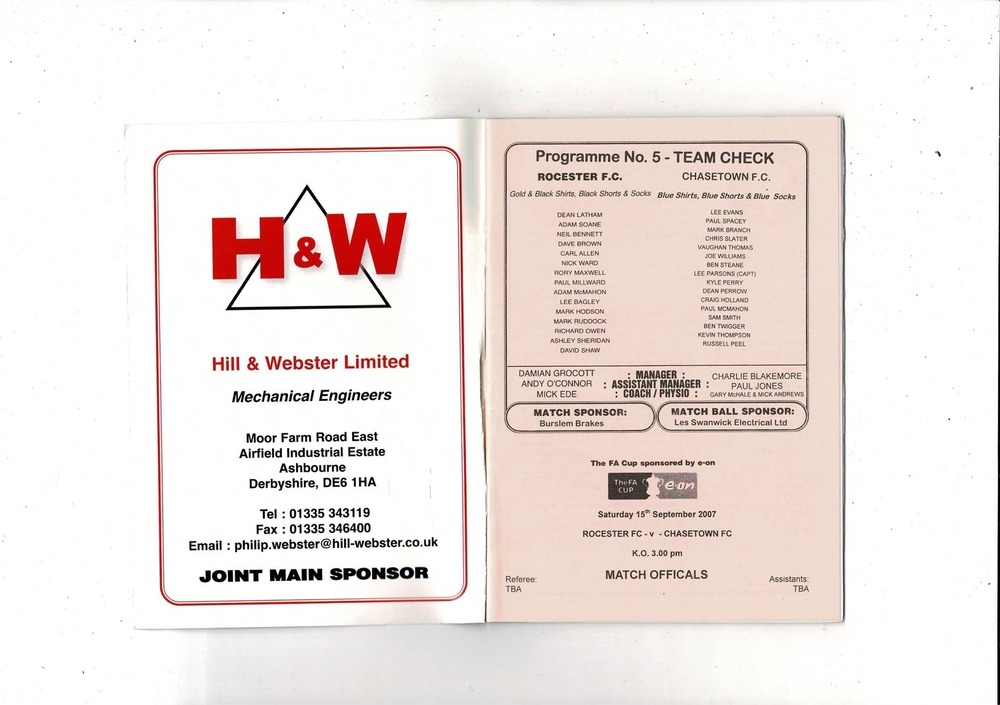 H & W
Hill & Webster Limited
Mechanical Engineers
Moor Farm Road East
Airfield Industrial Estate
Ashbourne
Derbyshire, DE6 1HA
Tel : 01335 343119
Fax : 01335 346400
Email : philip.webster@hill-webster.co.uk
JOINT MAIN SPONSOR
Programme No. 5 - TEAM CHECK
ROCESTER F.C.
Gold & Black Shirts, Black Shorts & Socks
DEAN LATHAM
ADAM SOANE
NEIL BENNETT
DAVE BROWN
CARL ALLEN
NICK WARD
RORY MAXWELL
PAUL MILLWARD
ADAM McMAHON
LEE BAGLEY
MARK HODSON
MARK RUDDOCK
RICHARD OWEN
ASHLEY SHERIDAN
DAVID SHAW
CHASETOWN F.C.
Blue Shirts, Blue Shorts & Blue Socks
LEE EVANS
PAUL SPACEY
MARK BRANCH
CHRIS SLATER
VAUGHAN THOMAS
JOE WILLIAMS
BEN STEANE
LEE PARSONS (CAPT)
KYLE PERRY
DEAN PERROW
CRAIG HOLLAND
PAUL MCMAHON
SAM SMITH
BEN TWIGGER
KEVIN THOMPSON
RUSSELL PEEL
DAMIAN GROCOTT : MANAGER : CHARLIE BLAKEMORE
ANDY O'CONNOR : ASSISTANT MANAGER : PAUL JONES
MICK EDE : COACH / PHYSIO : GARY McHALE & MICK ANDREWS
MATCH SPONSOR:
Burslem Brakes
MATCH BALL SPONSOR:
Les Swanwick Electrical Ltd
The FA Cup sponsored by e-on
The FA CUP e·on
Saturday 15th September 2007
ROCESTER FC - v - CHASETOWN FC
K.O. 3.00 pm
MATCH OFFICALS
Referee:
TBA
Assistants:
TBA